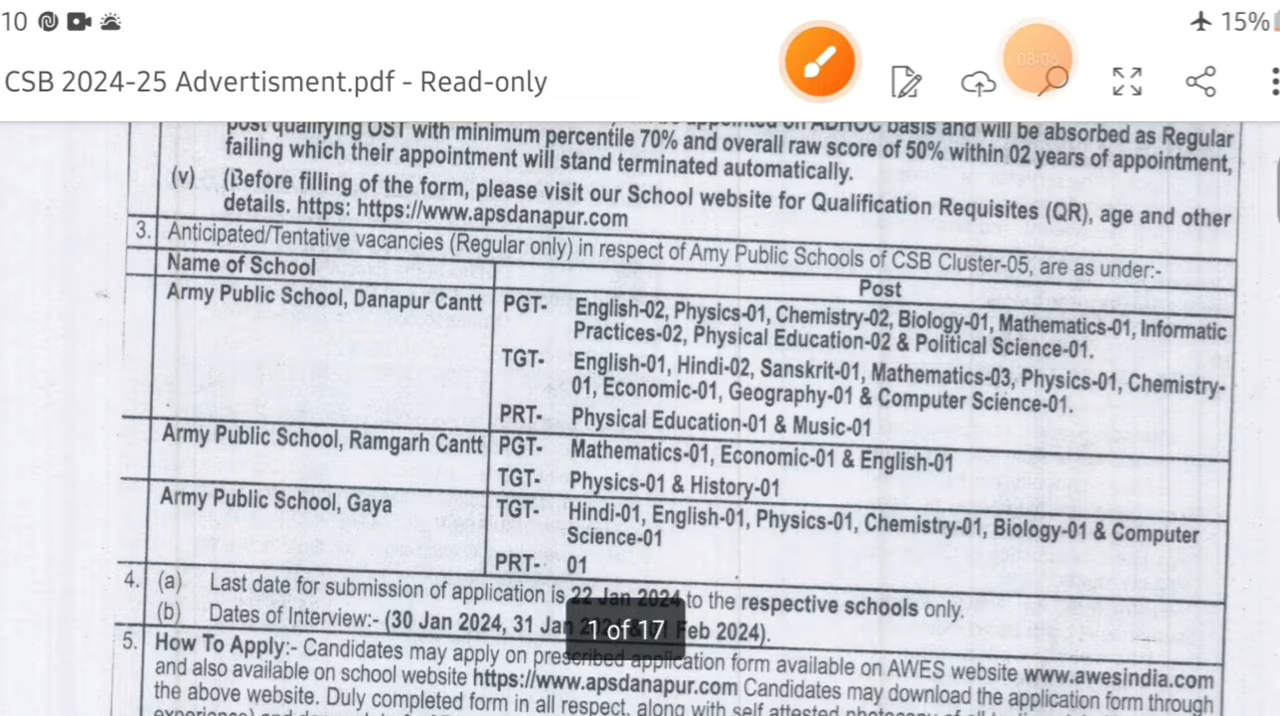 10 15%
08:06
CSB 2024-25 Advertisment.pdf - Read-only
post qualifying OST with minimum percentile 70% and overall raw score of 50% within 02 years of appointment,
failing which their appointment will stand terminated automatically.
(v) (Before filling of the form, please visit our School website for Qualification Requisites (QR), age and other
details. https: https://www.apsdanapur.com
3. Anticipated/Tentative vacancies (Regular only) in respect of Amy Public Schools of CSB Cluster-05, are as under:-
Name of School Post
Army Public School, Danapur Cantt PGT- English-02, Physics-01, Chemistry-02, Biology-01, Mathematics-01, Informatic
Practices-02, Physical Education-02 & Political Science-01.
TGT- English-01, Hindi-02, Sanskrit-01, Mathematics-03, Physics-01, Chemistry-
01, Economic-01, Geography-01 & Computer Science-01.
PRT- Physical Education-01 & Music-01
Army Public School, Ramgarh Cantt PGT- Mathematics-01, Economic-01 & English-01
TGT- Physics-01 & History-01
Army Public School, Gaya TGT- Hindi-01, English-01, Physics-01, Chemistry-01, Biology-01 & Computer
Science-01
PRT- 01
4. (a) Last date for submission of application is 22 Jan 2024 to the respective schools only.
(b) Dates of Interview:- (30 Jan 2024, 31 Jan Feb 2024).
1 of 17
5. How To Apply:- Candidates may apply on prescribed application form available on AWES website www.awesindia.com
and also available on school website https://www.apsdanapur.com Candidates may download the application form through
the above website. Duly completed form in all respect, along with self attested